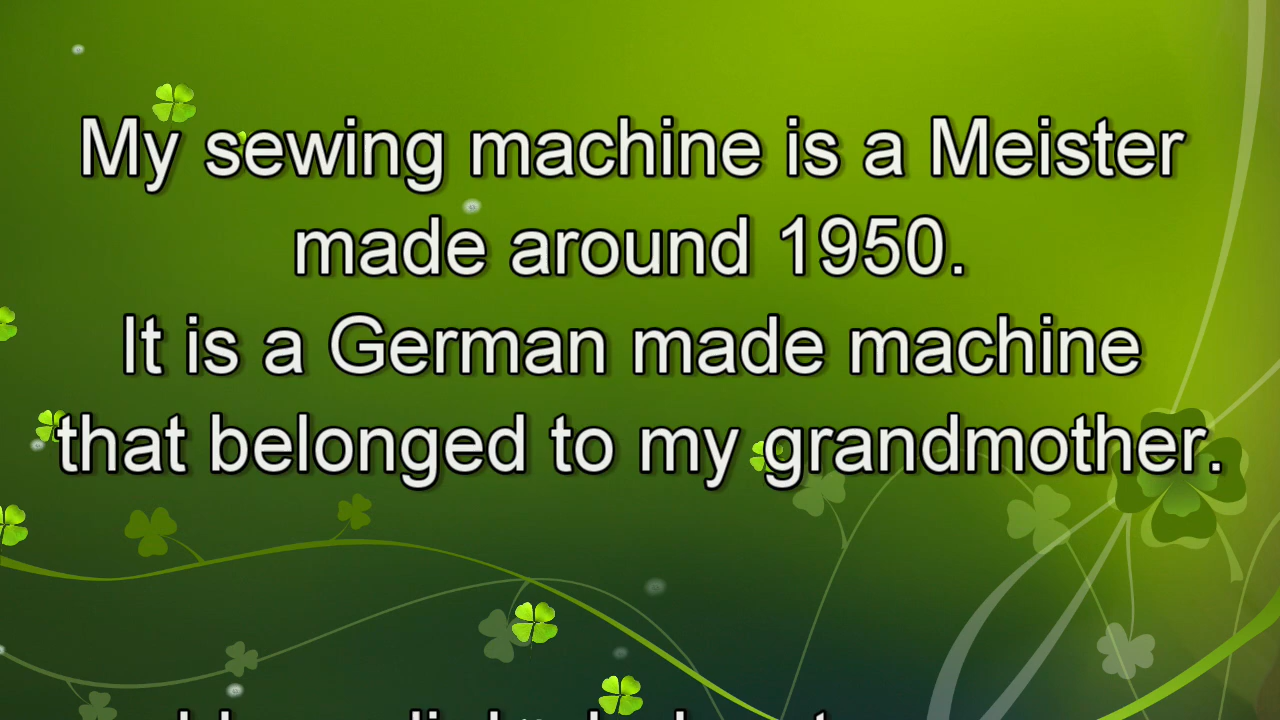 My sewing machine is a Meister
made around 1950.
It is a German made machine
that belonged to my grandmother.